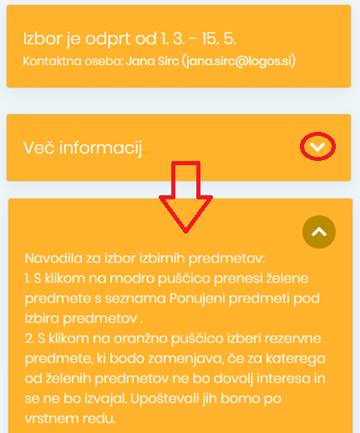 Izbor je odprt od 1. 3. - 15. 5.
Kontaktna oseba: Jana Sirc (jana.sirc@logos.si)
Več informacij
Navodila za izbor izbirnih predmetov:
1. S klikom na modro puščico prenesi želene
predmete s seznama Ponujeni predmeti pod
Izbira predmetov .
2. S klikom na oranžno puščico izberi rezervne
predmete, ki bodo zamenjava, če za katerega
od želenih predmetov ne bo dovolj interesa in
se ne bo izvajal. Upoštevali jih bomo po
vrstnem redu.